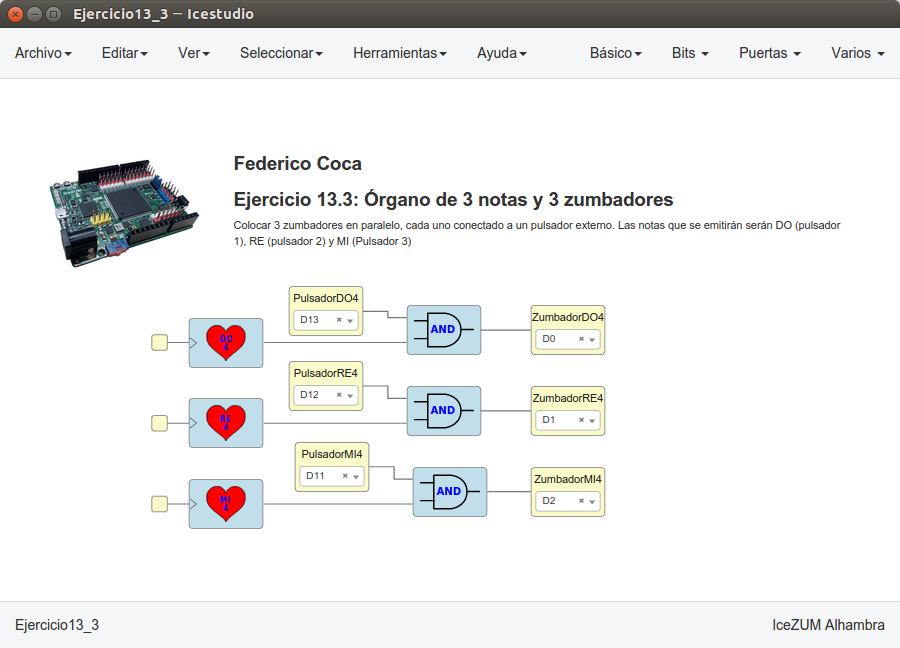 Ejercicio13_3 — Icestudio
Archivo Editar Ver Seleccionar Herramientas Ayuda Básico Bits Puertas Varios
Federico Coca
Ejercicio 13.3: Órgano de 3 notas y 3 zumbadores
Colocar 3 zumbadores en paralelo, cada uno conectado a un pulsador externo. Las notas que se emitirán serán DO (pulsador
1), RE (pulsador 2) y MI (Pulsador 3)
PulsadorDO4
D13
DO
4
AND
ZumbadorDO4
D0
PulsadorRE4
D12
RE
4
AND
ZumbadorRE4
D1
PulsadorMI4
D11
MI
4
AND
ZumbadorMI4
D2
Ejercicio13_3
IceZUM Alhambra